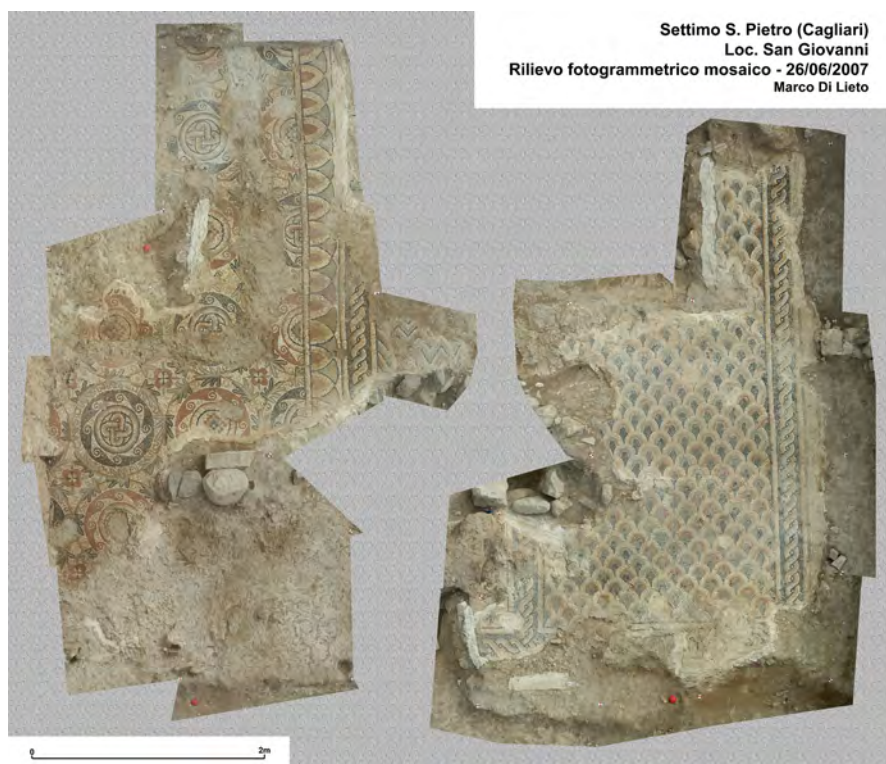 Settimo S. Pietro (Cagliari)
Loc. San Giovanni
Rilievo fotogrammetrico mosaico - 26/06/2007
Marco Di Lieto
0 2m